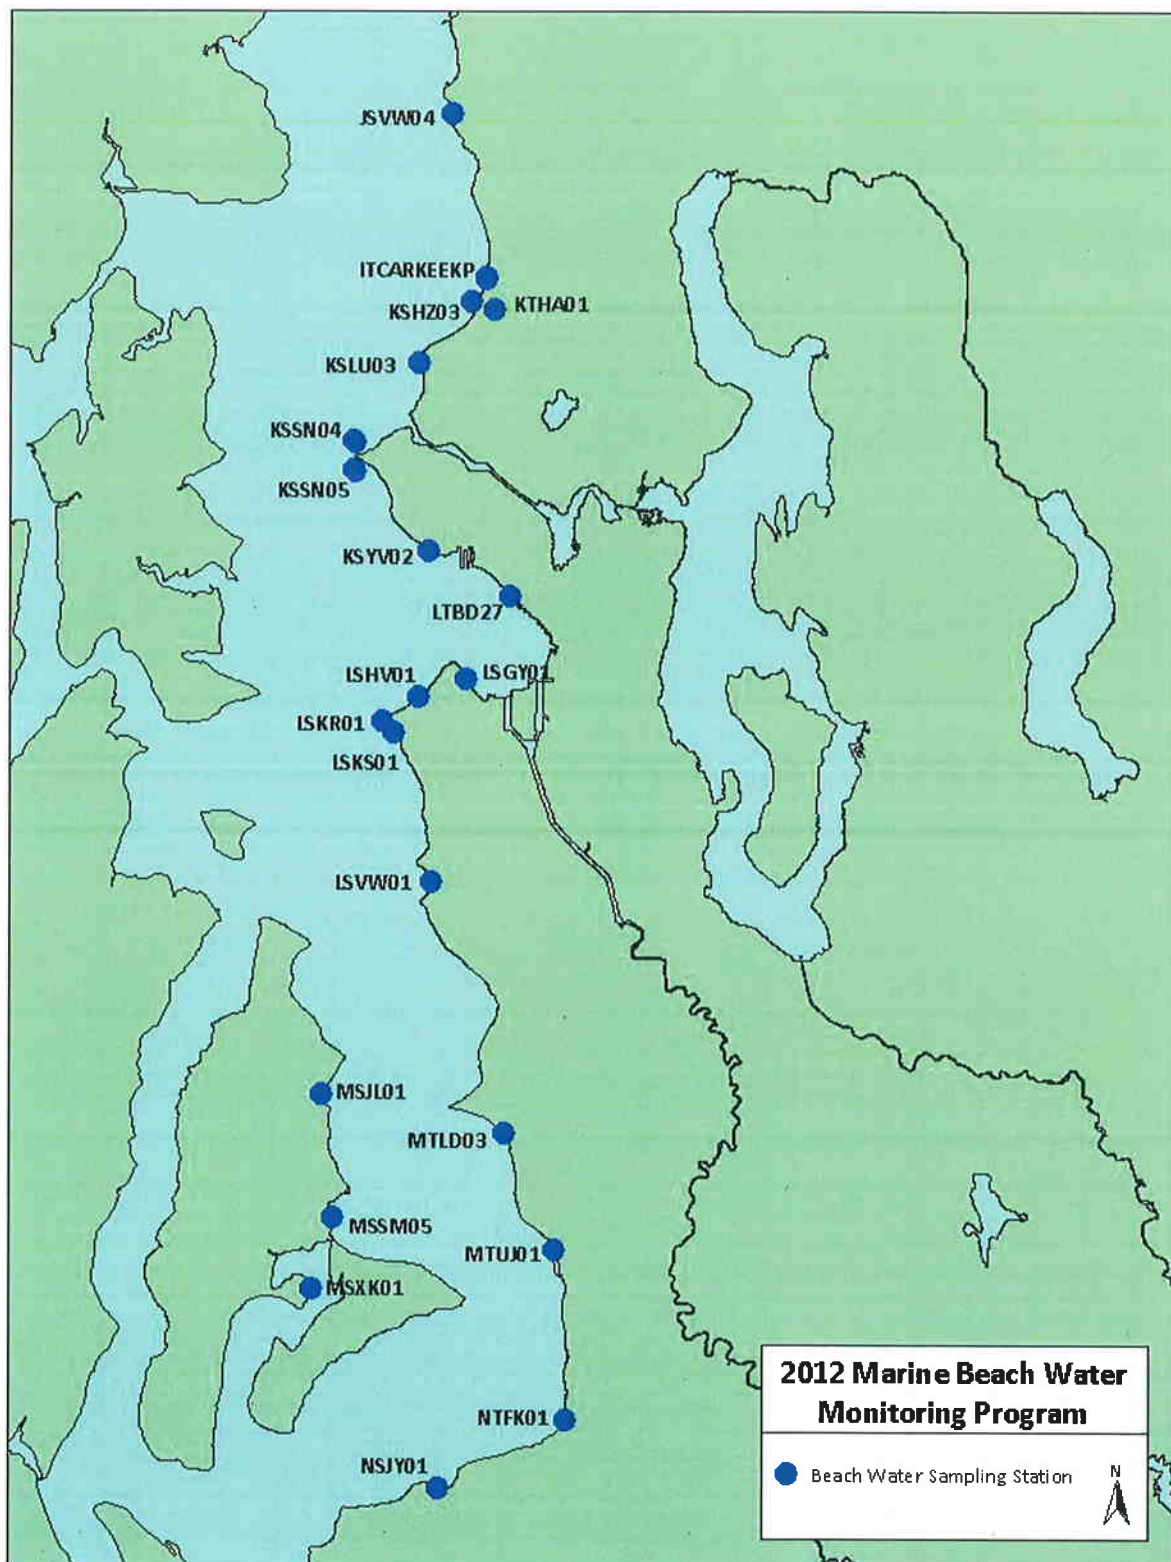 JSVW04
ITCARKEEKP
KSHZ03
KTHA01
KSLU03
KSSN04
KSSN05
KSYV02
LTBD27
LSHV01
LSGY01
LSKR01
LSKS01
LSVW01
MSJL01
MTLD03
MSSM05
MTUJ01
MSXK01
NTFK01
NSJY01
2012 Marine Beach Water
Monitoring Program
Beach Water Sampling Station
N